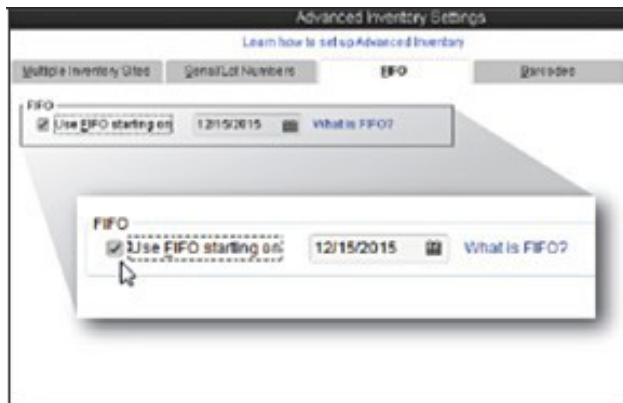 Advanced Inventory Settings
Learn how to set up Advanced Inventory
Multiple Inventory Sites
Serial/Lot Numbers
FIFO
Barcodes
FIFO
Use FIFO starting on
12/15/2015
What is FIFO?
FIFO
Use FIFO starting on
12/15/2015
What is FIFO?